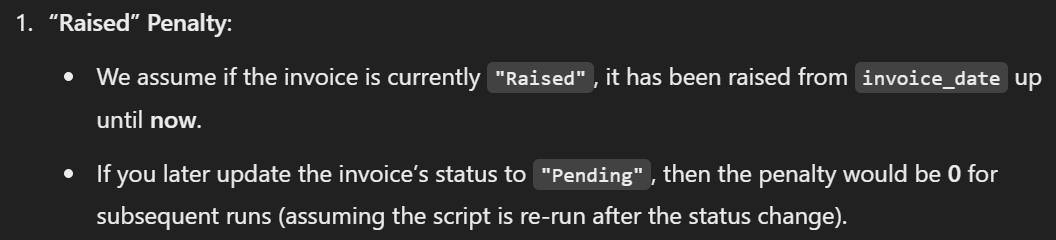 1. “Raised” Penalty:
• We assume if the invoice is currently "Raised", it has been raised from invoice_date up
until now.
• If you later update the invoice’s status to "Pending", then the penalty would be 0 for
subsequent runs (assuming the script is re-run after the status change).